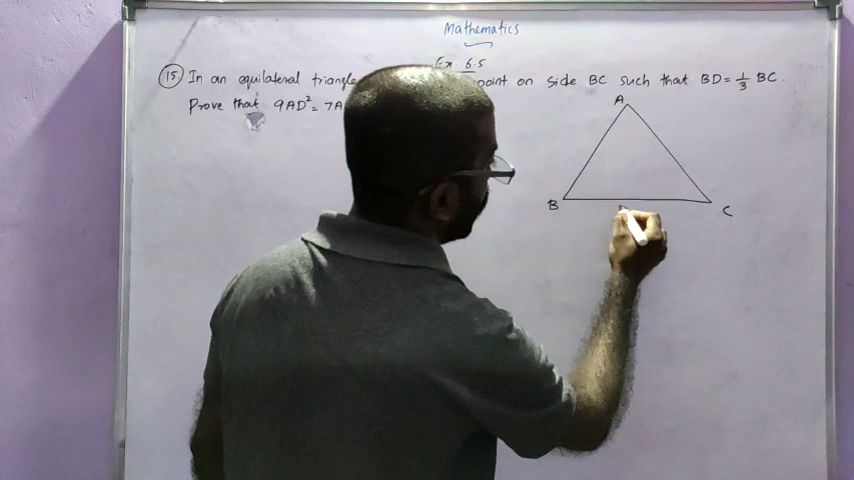 Mathematics
Ex 6.5
(15) In an equilateral triangle point on side BC such that BD = 1/3 BC.
Prove that 9AD² = 7A
A
B
C